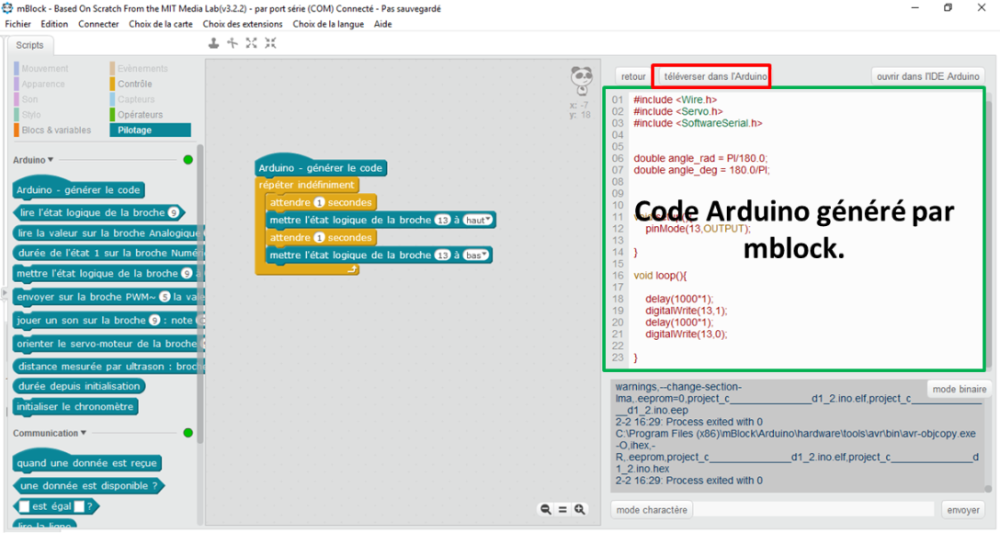 mBlock - Based On Scratch From the MIT Media Lab(v3.2.2) - par port série (COM) Connecté - Pas sauvegardé
Fichier Edition Connecter Choix de la carte Choix des extensions Choix de la langue Aide
Scripts
Mouvement Evènements
Apparence Contrôle
Son Capteurs
Stylo Opérateurs
Blocs & variables Pilotage
Arduino
Arduino - générer le code
lire l'état logique de la broche 9
lire la valeur sur la broche Analogique
durée de l'état 1 sur la broche Numé
mettre l'état logique de la broche 9 à
envoyer sur la broche PWM~ 5 la vale
jouer un son sur la broche 9 : note
orienter le servo-moteur de la broche
distance mesurée par ultrason : broch
durée depuis initialisation
initialiser le chronomètre
Communication
quand une donnée est reçue
une donnée est disponible ?
est égal ?
lire la ligne
x: -7
y: 18
Arduino - générer le code
répéter indéfiniment
attendre 1 secondes
mettre l'état logique de la broche 13 à haut
attendre 1 secondes
mettre l'état logique de la broche 13 à bas
retour téléverser dans l'Arduino ouvrir dans l'IDE Arduino
01 #include <Wire.h>
02 #include <Servo.h>
03 #include <SoftwareSerial.h>
04
05
06 double angle_rad = PI/180.0;
07 double angle_deg = 180.0/PI;
08
09
10
11 void setup(){
12 pinMode(13,OUTPUT);
13
14 }
15
16 void loop(){
17
18 delay(1000*1);
19 digitalWrite(13,1);
20 delay(1000*1);
21 digitalWrite(13,0);
22
23 }
Code Arduino généré par
mblock.
warnings,--change-section-
lma,.eeprom=0,project_c_______________d1_2.ino.elf,project_c____________
__d1_2.ino.eep
2-2 16:29: Process exited with 0
C:\Program Files (x86)\mBlock\Arduino\hardware\tools\avr\bin\avr-objcopy.exe
-O,ihex,-
R,.eeprom,project_c_______________d1_2.ino.elf,project_c_______________d
1_2.ino.hex
2-2 16:29: Process exited with 0
mode binaire
mode charactère envoyer